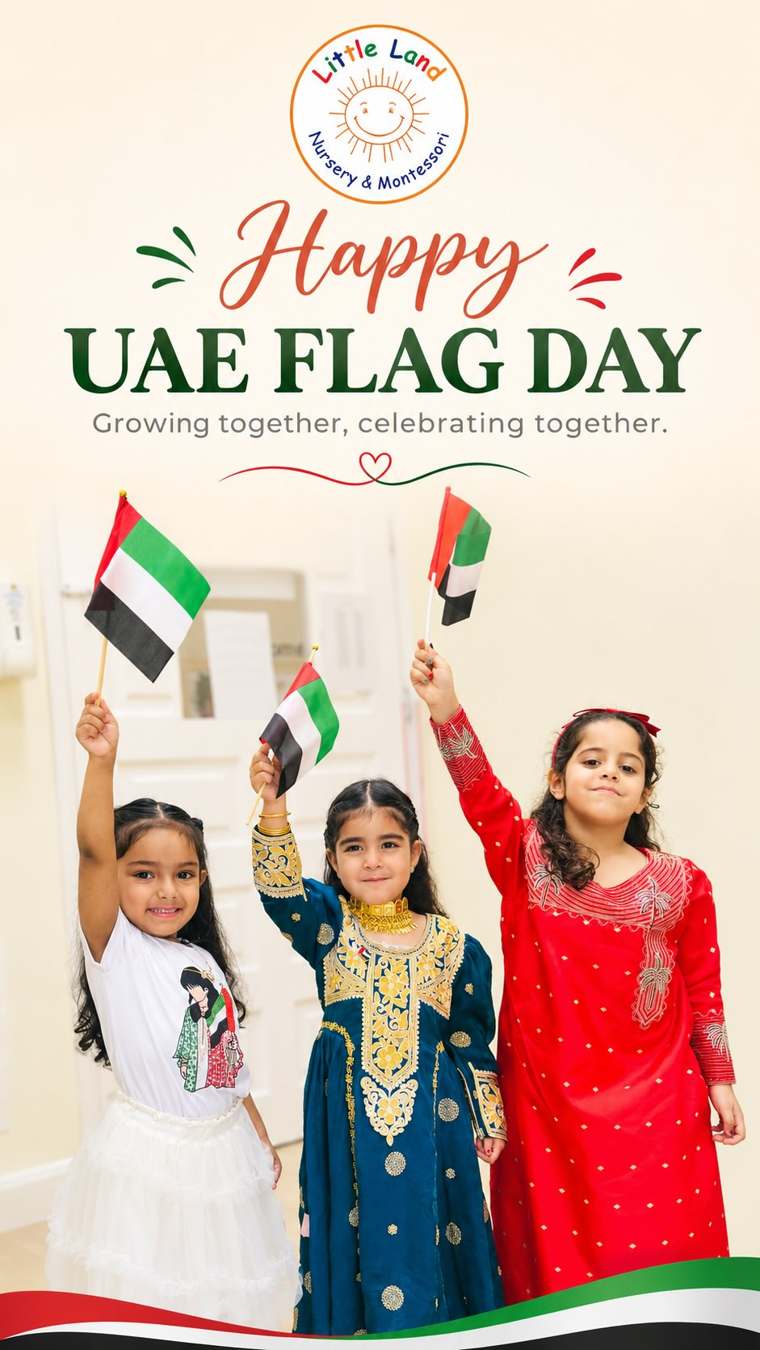 Little Land
Nursery & Montessori
Happy
UAE FLAG DAY
Growing together, celebrating together.